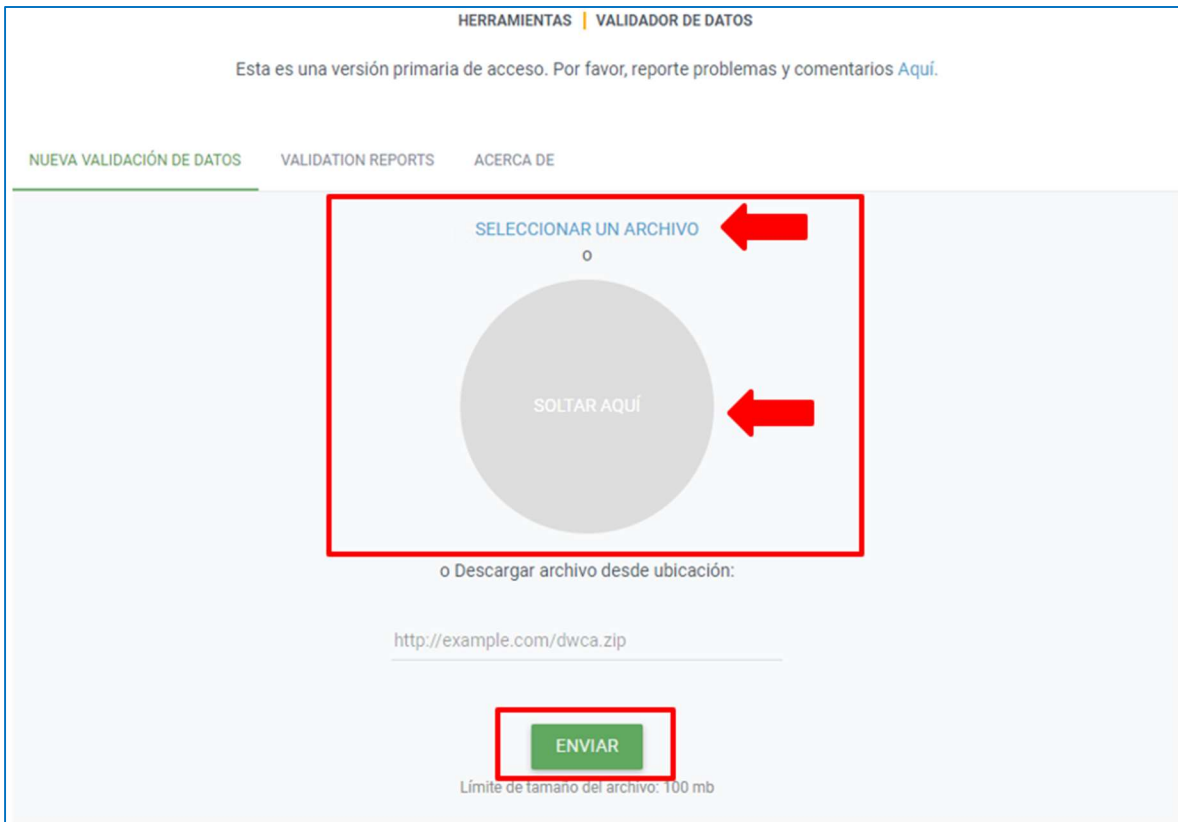 HERRAMIENTAS | VALIDADOR DE DATOS
Esta es una versión primaria de acceso. Por favor, reporte problemas y comentarios Aquí.
NUEVA VALIDACIÓN DE DATOS VALIDATION REPORTS ACERCA DE
SELECCIONAR UN ARCHIVO
o
SOLTAR AQUÍ
o Descargar archivo desde ubicación:
http://example.com/dwca.zip
ENVIAR
Límite de tamaño del archivo: 100 mb